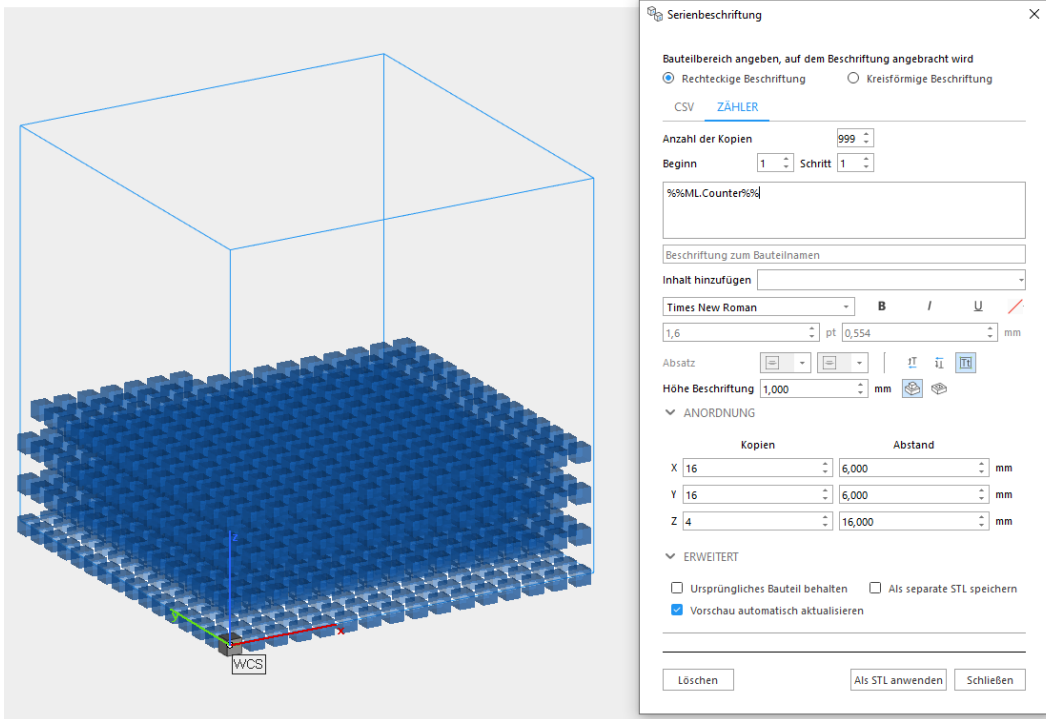 Serienbeschriftung
Bauteilbereich angeben, auf dem Beschriftung angebracht wird
Rechteckige Beschriftung Kreisförmige Beschriftung
CSV ZÄHLER
Anzahl der Kopien 999
Beginn 1 Schritt 1
%%ML.Counter%%
Beschriftung zum Bauteilnamen
Inhalt hinzufügen
Times New Roman B I U
1,6 pt 0,554 mm
Absatz
Höhe Beschriftung 1,000 mm
ANORDNUNG
Kopien Abstand
X 16 6,000 mm
Y 16 6,000 mm
Z 4 16,000 mm
ERWEITERT
Ursprüngliches Bauteil behalten Als separate STL speichern
Vorschau automatisch aktualisieren
Löschen Als STL anwenden Schließen
z
y
x
WCS